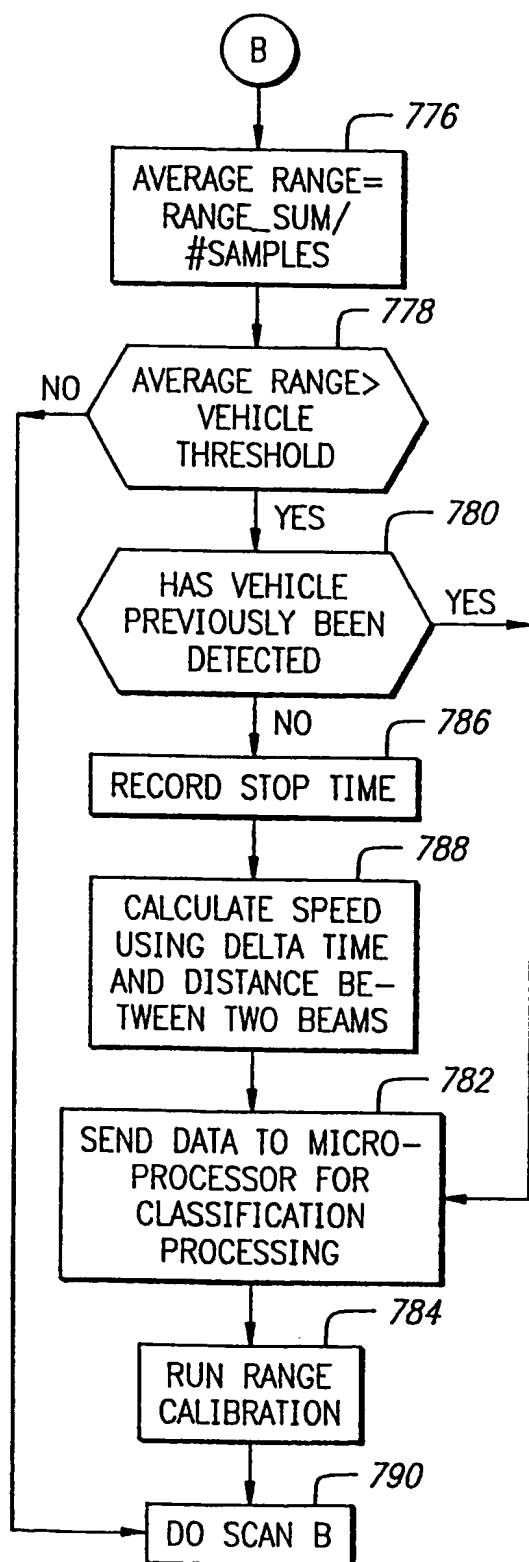 B
776
AVERAGE RANGE=
RANGE_SUM/
#SAMPLES
778
NO
AVERAGE RANGE>
VEHICLE
THRESHOLD
YES
780
HAS VEHICLE
PREVIOUSLY BEEN
DETECTED
YES
NO
786
RECORD STOP TIME
788
CALCULATE SPEED
USING DELTA TIME
AND DISTANCE BE-
TWEEN TWO BEAMS
782
SEND DATA TO MICRO-
PROCESSOR FOR
CLASSIFICATION
PROCESSING
784
RUN RANGE
CALIBRATION
790
DO SCAN B